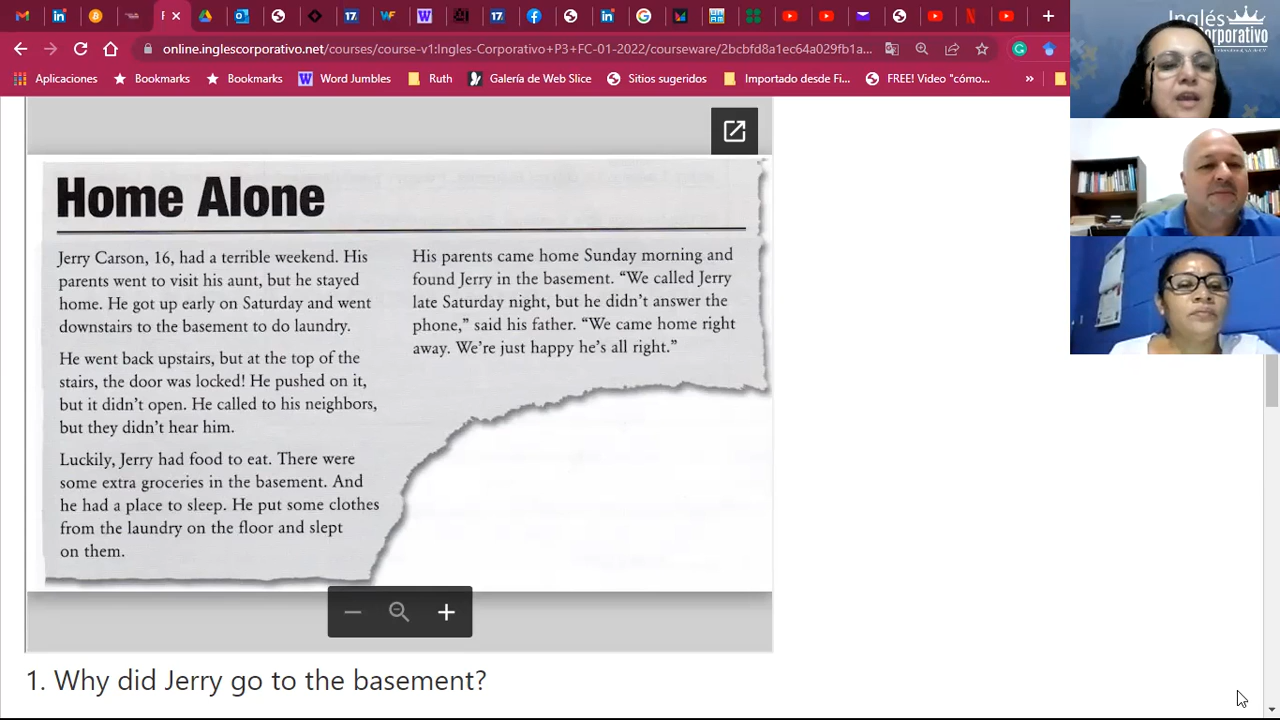 17 WF W 17
online.inglescorporativo.net/courses/course-v1:Ingles-Corporativo+P3+FC-01-2022/courseware/2bcbfd8a1ec64a029fb1a...
Aplicaciones Bookmarks Bookmarks Word Jumbles Ruth Galería de Web Slice Sitios sugeridos Importado desde Fi... FREE! Video "cómo... »
Inglés
Corporativo
Home Alone
Jerry Carson, 16, had a terrible weekend. His
parents went to visit his aunt, but he stayed
home. He got up early on Saturday and went
downstairs to the basement to do laundry.
He went back upstairs, but at the top of the
stairs, the door was locked! He pushed on it,
but it didn't open. He called to his neighbors,
but they didn't hear him.
Luckily, Jerry had food to eat. There were
some extra groceries in the basement. And
he had a place to sleep. He put some clothes
from the laundry on the floor and slept
on them.
His parents came home Sunday morning and
found Jerry in the basement. "We called Jerry
late Saturday night, but he didn't answer the
phone," said his father. "We came home right
away. We're just happy he's all right."
1. Why did Jerry go to the basement?